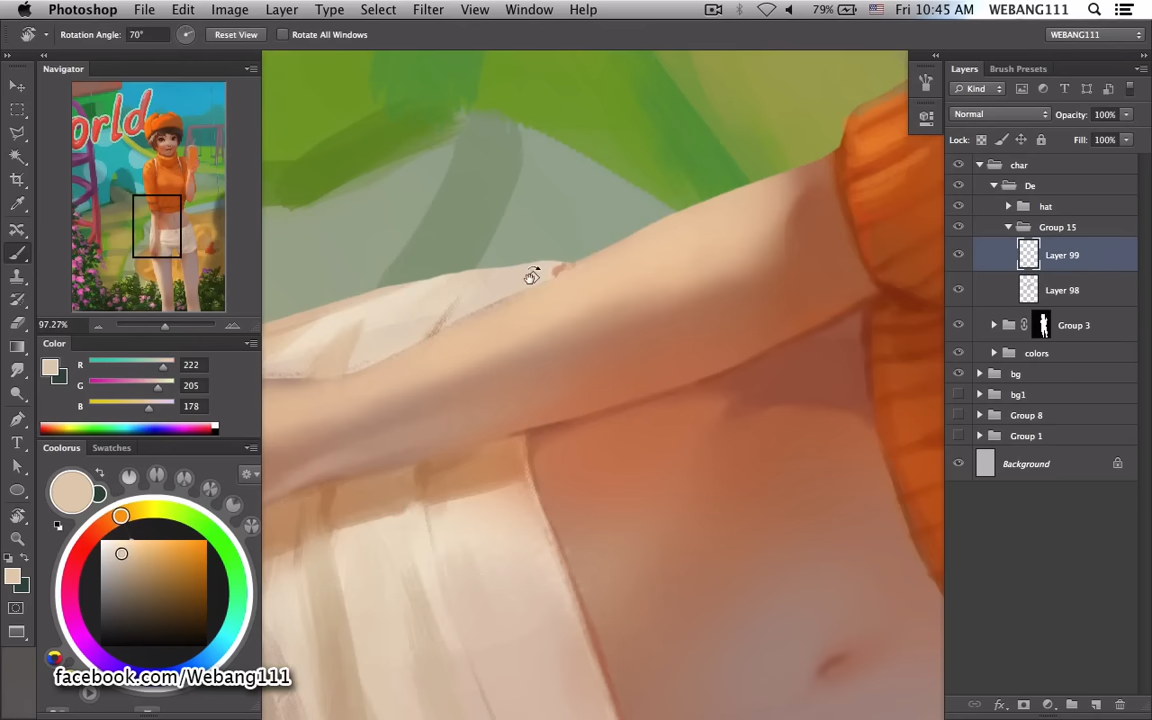 Photoshop File Edit Image Layer Type Select Filter View Window Help 79% Fri 10:45 AM WEBANG111
Rotation Angle: 70° Reset View Rotate All Windows WEBANG111
Navigator
orld
97.27%
Color
R 222
G 205
B 178
Colorus Swatches
facebook.com/Webang111
Layers Brush Presets
Kind
Normal Opacity: 100%
Lock: Fill: 100%
char
De
hat
Group 15
Layer 99
Layer 98
Group 3
colors
bg
bg1
Group 8
Group 1
Background
fx